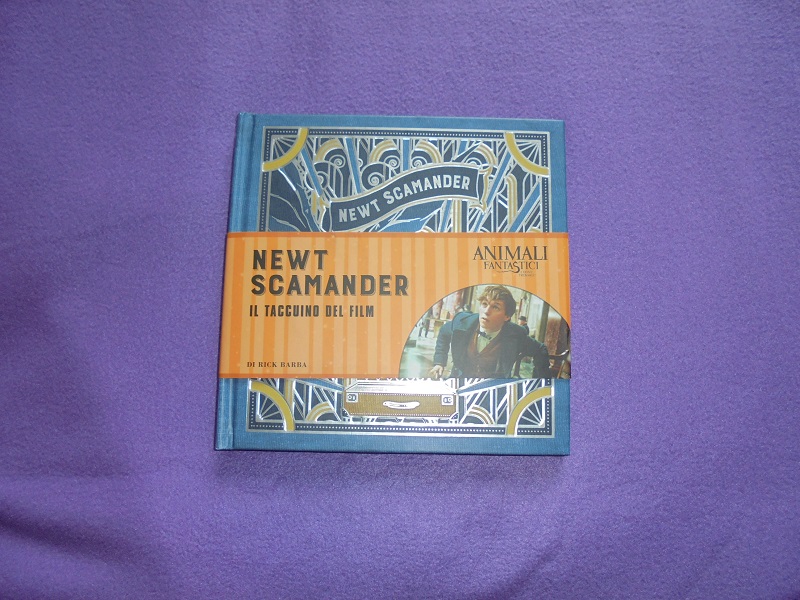 NEWT SCAMANDER
NEWT
SCAMANDER
IL TACCUINO DEL FILM
DI RICK BARBA
ANIMALI
FANTASTICI